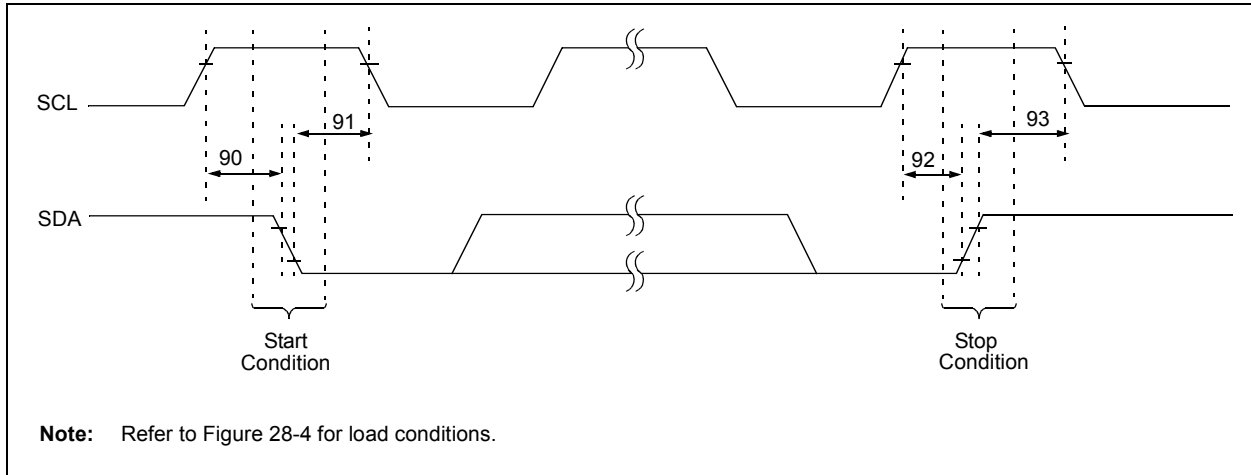 SCL
91
93
90
92
SDA
Start
Condition
Stop
Condition
Note: Refer to Figure 28-4 for load conditions.